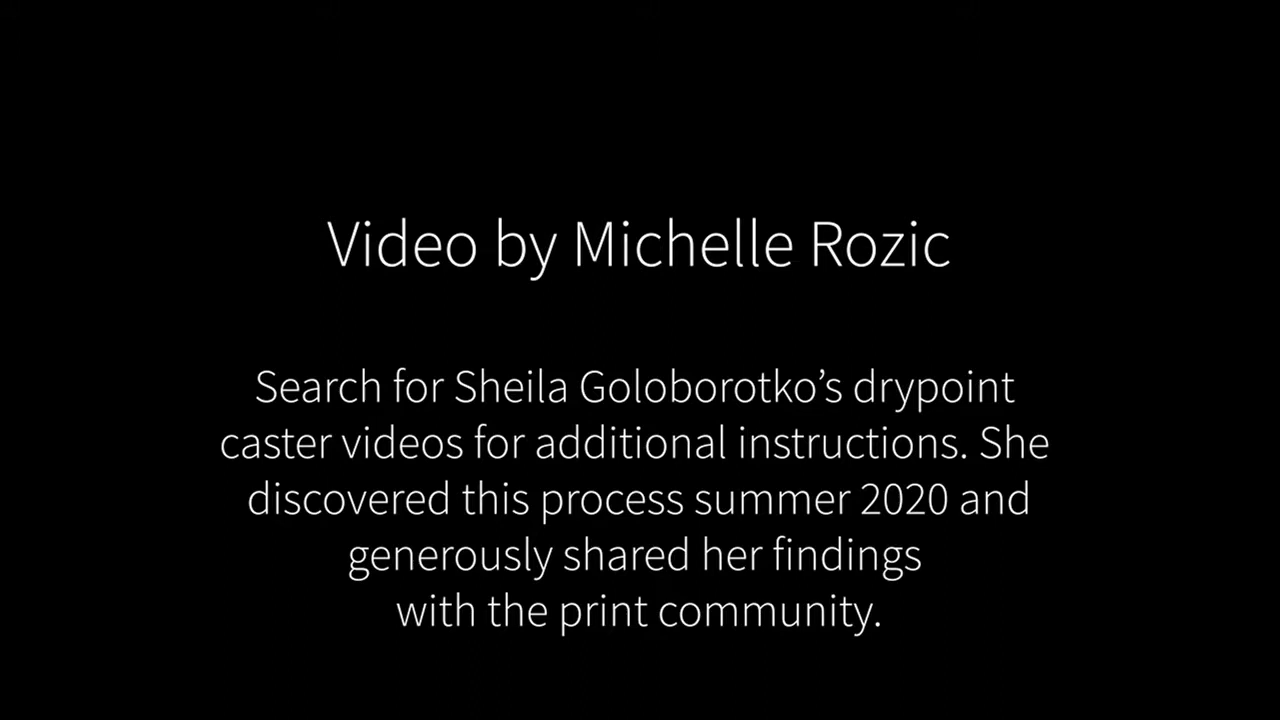 Video by Michelle Rozic
Search for Sheila Goloborotko’s drypoint
caster videos for additional instructions. She
discovered this process summer 2020 and
generously shared her findings
with the print community.